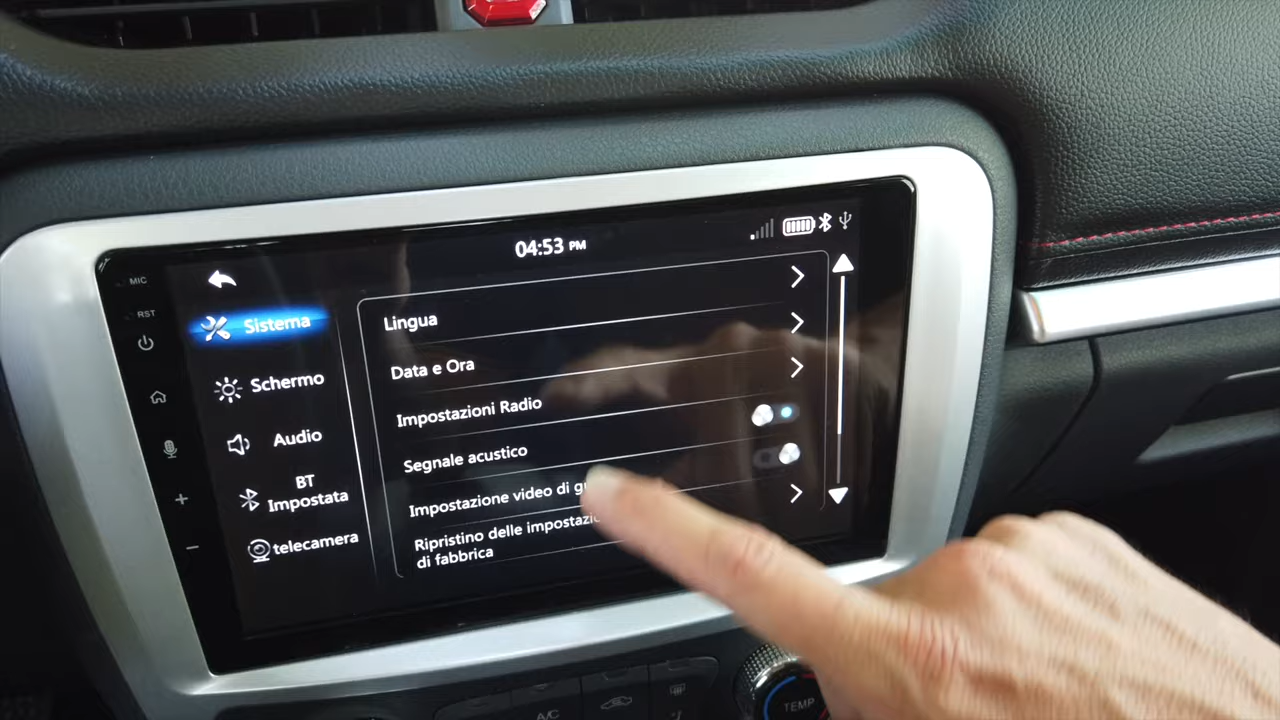 04:53 PM
MIC
RST
Sistema
Schermo
Audio
BT
Impostata
telecamera
Lingua
Data e Ora
Impostazioni Radio
Segnale acustico
Impostazione video di
Ripristino delle
di fabbrica
A/C
TEMP